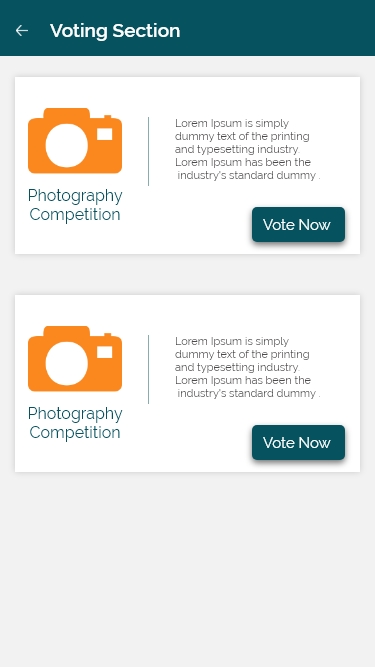 Voting Section
Lorem Ipsum is simply
dummy text of the printing
and typesetting industry.
Lorem Ipsum has been the
industry's standard dummy .
Photography
Competition
Vote Now
Lorem Ipsum is simply
dummy text of the printing
and typesetting industry.
Lorem Ipsum has been the
industry's standard dummy .
Photography
Competition
Vote Now